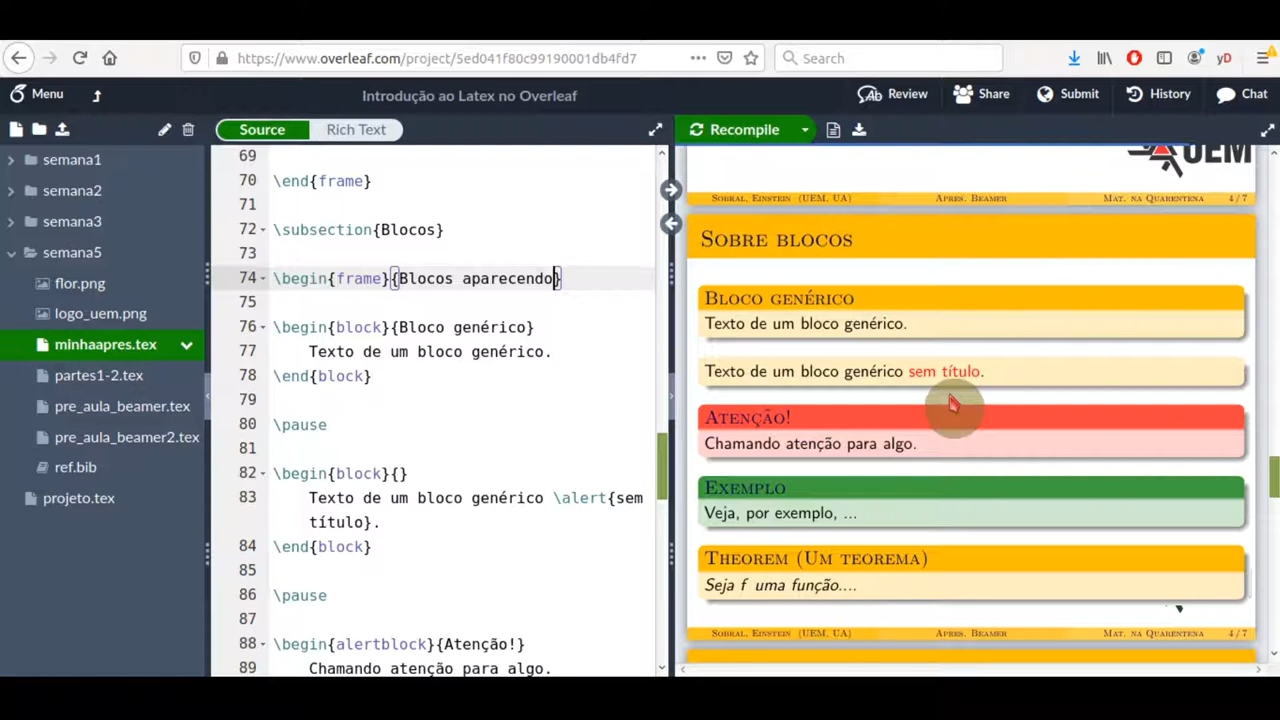 https://www.overleaf.com/project/5ed041f80c99190001db4fd7
Search
yD
Menu
Introdução ao Latex no Overleaf
Review
Share
Submit
History
Chat
Source
Rich Text
Recompile
semana1
semana2
semana3
semana5
flor.png
logo_uem.png
minhaapres.tex
partes1-2.tex
pre_aula_beamer.tex
pre_aula_beamer2.tex
ref.bib
projeto.tex
69
70 \end{frame}
71
72 \subsection{Blocos}
73
74 \begin{frame}{Blocos aparecendo}
75
76 \begin{block}{Bloco genérico}
77 Texto de um bloco genérico.
78 \end{block}
79
80 \pause
81
82 \begin{block}{}
83 Texto de um bloco genérico \alert{sem
título}.
84 \end{block}
85
86 \pause
87
88 \begin{alertblock}{Atenção!}
89 Chamando atenção para algo.
UEM
Sobral, Einstein (UEM, UA) Apres. Beamer Mat. na Quarentena 4/7
Sobre blocos
Bloco genérico
Texto de um bloco genérico.
Texto de um bloco genérico sem título.
Atenção!
Chamando atenção para algo.
Exemplo
Veja, por exemplo, ...
Theorem (Um teorema)
Seja f uma função....
Sobral, Einstein (UEM, UA) Apres. Beamer Mat. na Quarentena 4/7